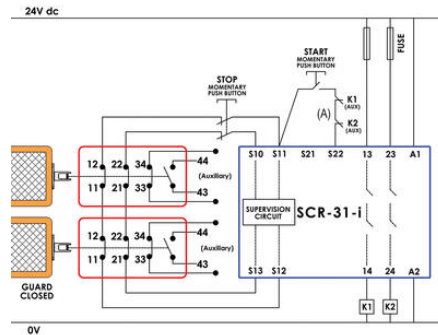 24V dc
START
MOMENTARY
PUSH BUTTON
FUSE
STOP
MOMENTARY
PUSH BUTTON
K1
(AUX)
(A)
K2
(AUX)
S10 S11 S21 S22 13 23 A1
12 22 34 44
(Auxiliary)
11 21 33 43
SUPERVISION
CIRCUIT
SCR-31-i
12 22 34 44
(Auxiliary)
11 21 33 43
S13 S12 14 24 A2
GUARD
CLOSED
K1 K2
0V